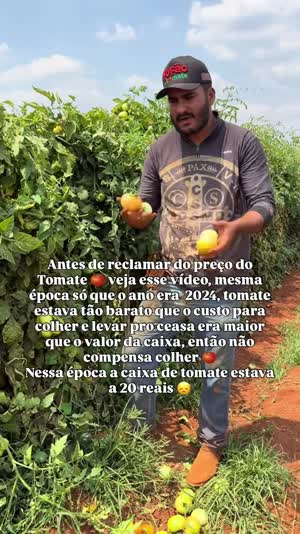 Tomate
PAX
C S
Antes de reclamar do preço do
Tomate 🍅 veja esse vídeo, mesma
época só que o ano era 2024, tomate
estava tão barato que o custo para
colher e levar pro ceasa era maior
que o valor da caixa, então não
compensa colher 🍅
Nessa época a caixa de tomate estava
a 20 reais 😥